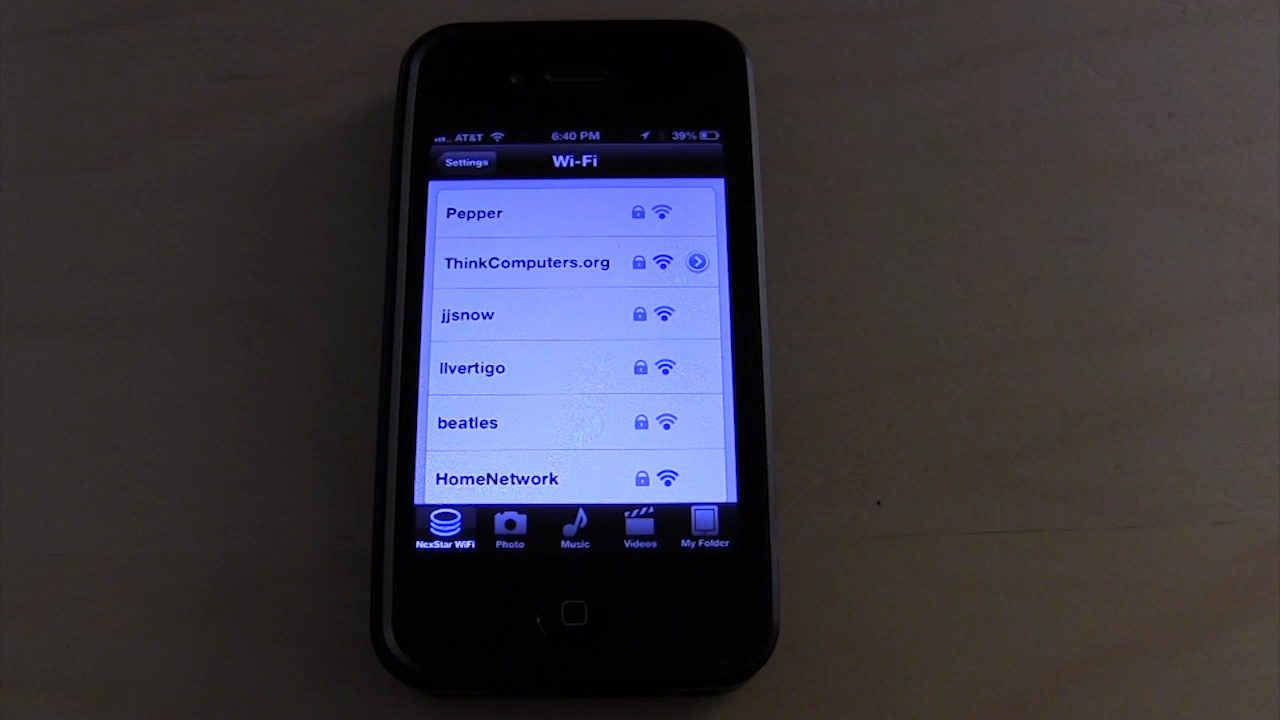 AT&T 6:40 PM 39%
Settings Wi-Fi
Pepper
ThinkComputers.org
jjsnow
llvertigo
beatles
HomeNetwork
NexStar WiFi Photo Music Videos My Folder